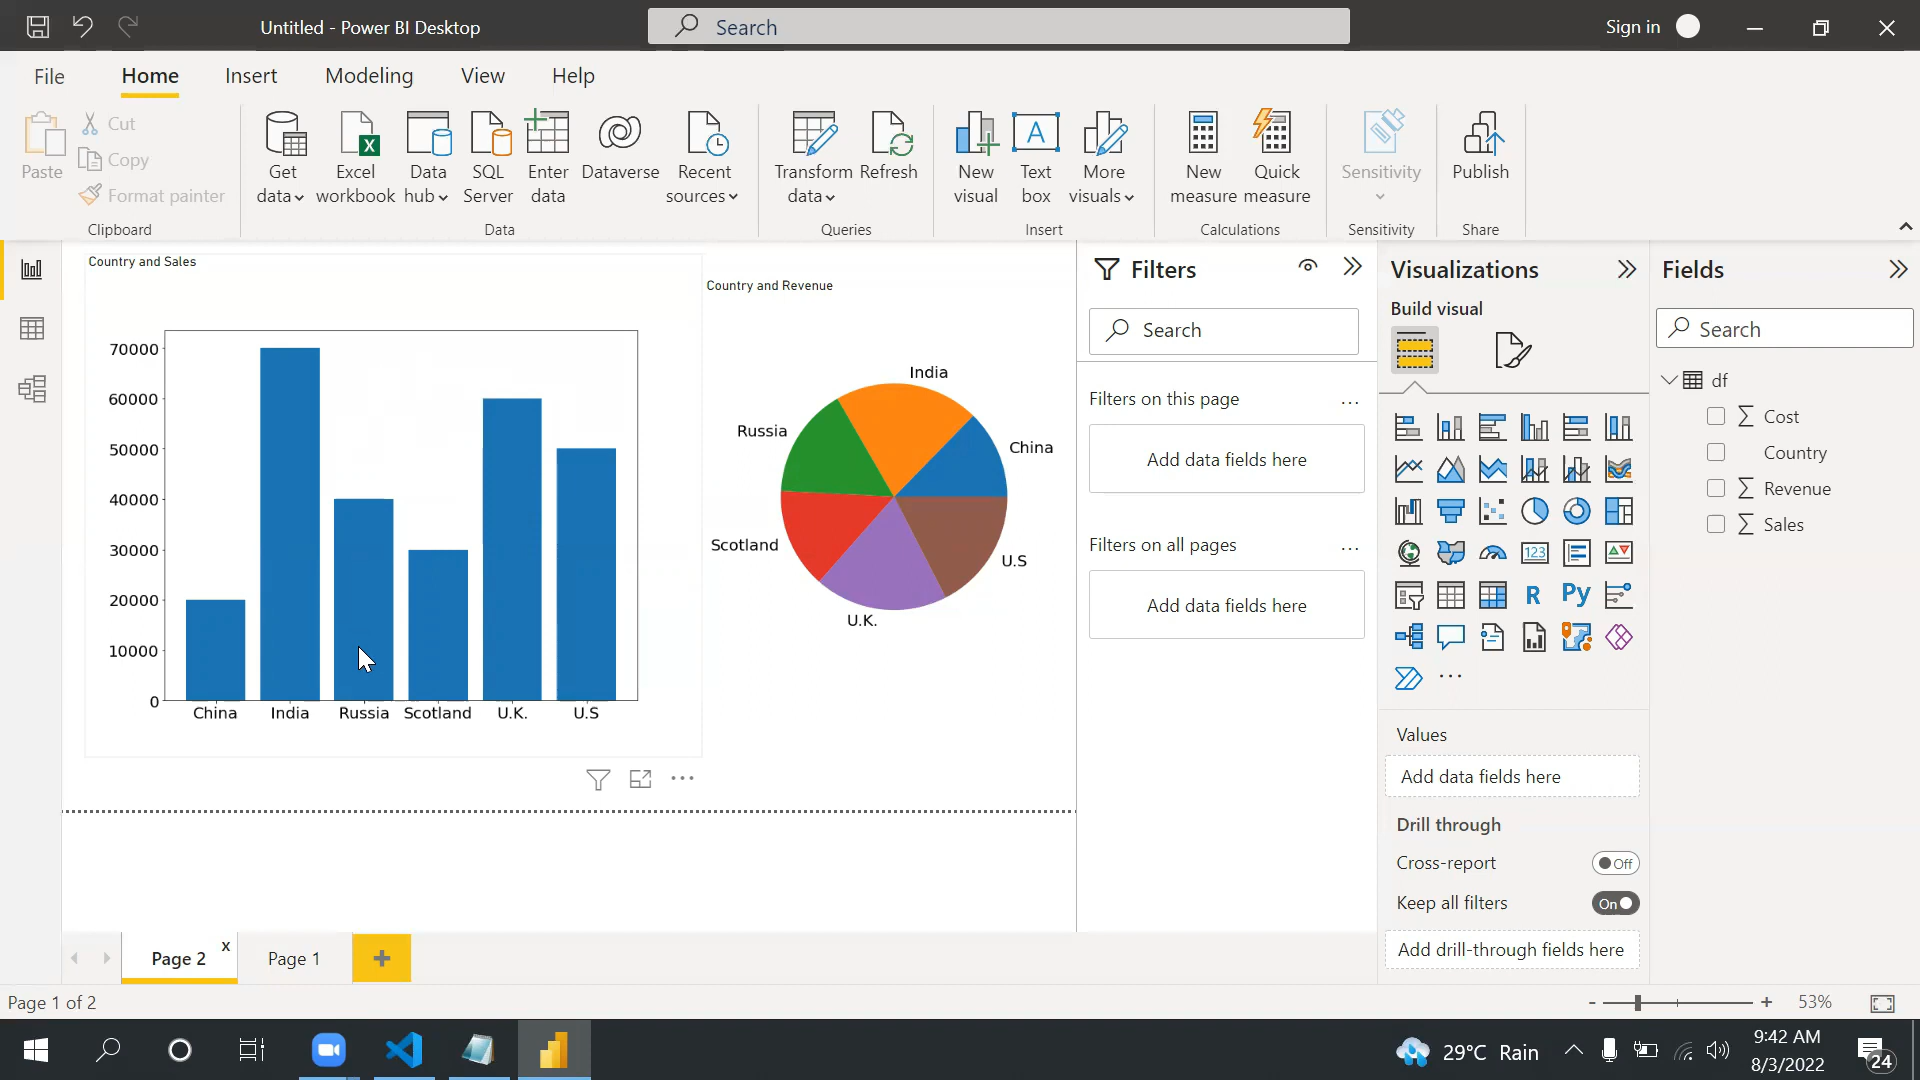 Untitled - Power BI Desktop
Search
Sign in
File Home Insert Modeling View Help
Paste
Cut
Copy
Format painter
Clipboard
Get data
Excel workbook
Data hub
SQL Server
Enter data
Dataverse
Recent sources
Data
Transform data
Refresh
Queries
New visual
Text box
More visuals
Insert
New measure
Quick measure
Calculations
Sensitivity
Sensitivity
Publish
Share
Country and Sales
70000
60000
50000
40000
30000
20000
10000
0
China India Russia Scotland U.K. U.S
Country and Revenue
India
Russia
China
Scotland
U.S
U.K.
Filters
Search
Filters on this page ...
Add data fields here
Filters on all pages ...
Add data fields here
Visualizations
Build visual
123
R Py
...
Values
Add data fields here
Drill through
Cross-report Off
Keep all filters On
Add drill-through fields here
Fields
Search
df
Cost
Country
Revenue
Sales
Page 2 x
Page 1
+
Page 1 of 2
- + 53%
29°C Rain
9:42 AM
8/3/2022
24